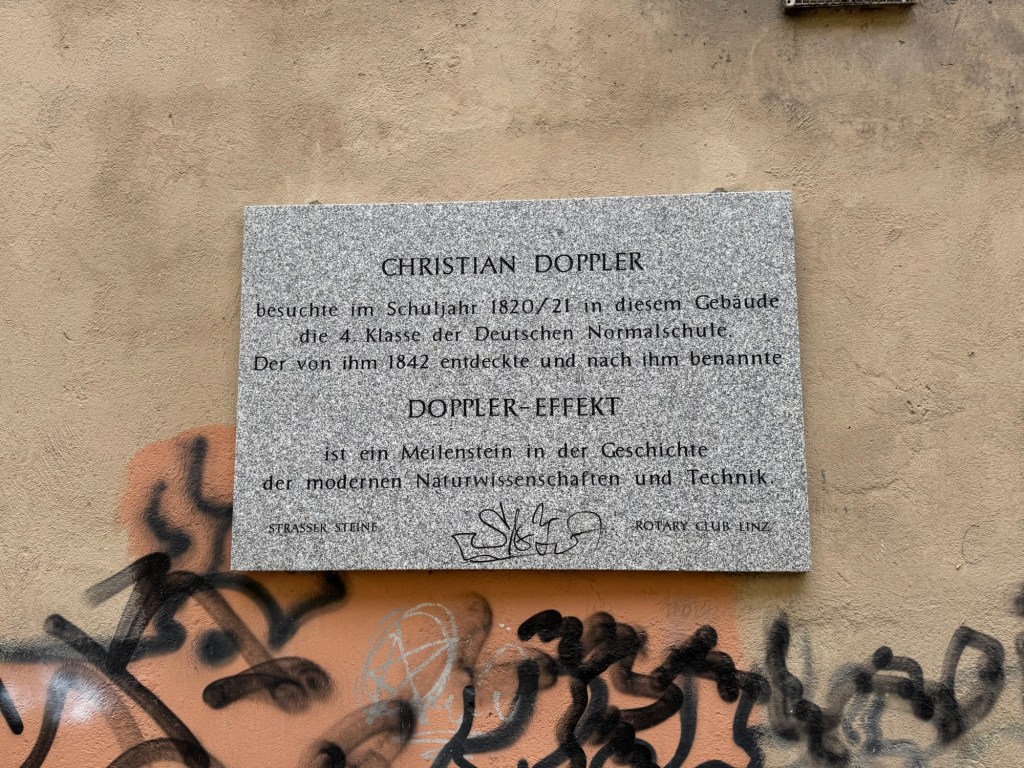 CHRISTIAN DOPPLER
besuchte im Schuljahr 1820/21 in diesem Gebäude
die 4. Klasse der Deutschen Normalschule.
Der von ihm 1842 entdeckte und nach ihm benannte
DOPPLER-EFFEKT
ist ein Meilenstein in der Geschichte
der modernen Naturwissenschaften und Technik.
STRASSER STEINE
ROTARY CLUB LINZ